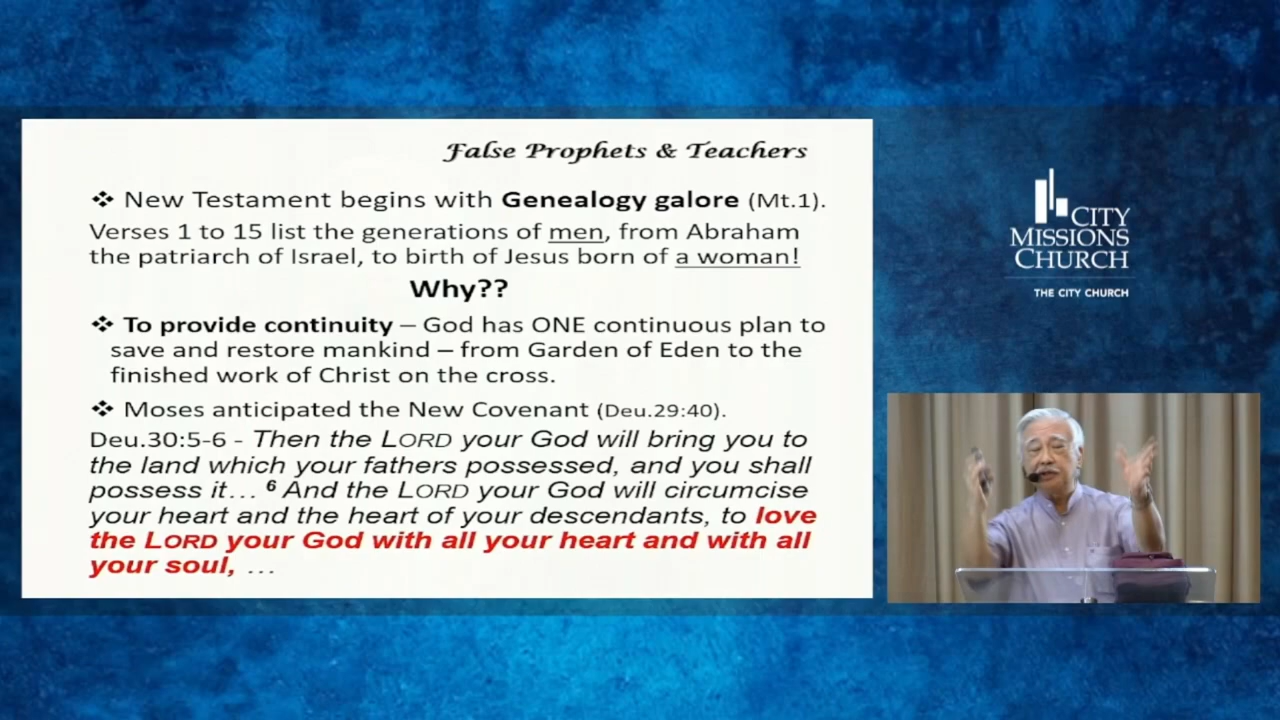 False Prophets & Teachers
❖ New Testament begins with Genealogy galore (Mt.1).
Verses 1 to 15 list the generations of men, from Abraham
the patriarch of Israel, to birth of Jesus born of a woman!
Why??
❖ To provide continuity – God has ONE continuous plan to
save and restore mankind – from Garden of Eden to the
finished work of Christ on the cross.
❖ Moses anticipated the New Covenant (Deu.29:40).
Deu.30:5-6 - Then the LORD your God will bring you to
the land which your fathers possessed, and you shall
possess it… 6 And the LORD your God will circumcise
your heart and the heart of your descendants, to love
the LORD your God with all your heart and with all
your soul, …
CITY
MISSIONS
CHURCH
THE CITY CHURCH